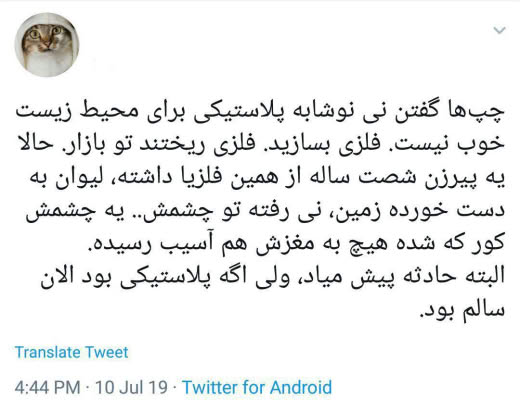 چپ‌ها گفتن نی نوشابه پلاستیکی برای محیط زیست
خوب نیست. فلزی بسازید. فلزی ریختند تو بازار. حالا
یه پیرزن شصت ساله از همین فلزیا داشته، لیوان به
دست خورده زمین، نی رفته تو چشمش.. یه چشمش
کور که شده هیچ به مغزش هم آسیب رسیده.
البته حادثه پیش میاد، ولی اگه پلاستیکی بود الان
سالم بود.
Translate Tweet
4:44 PM · 10 Jul 19 · Twitter for Android